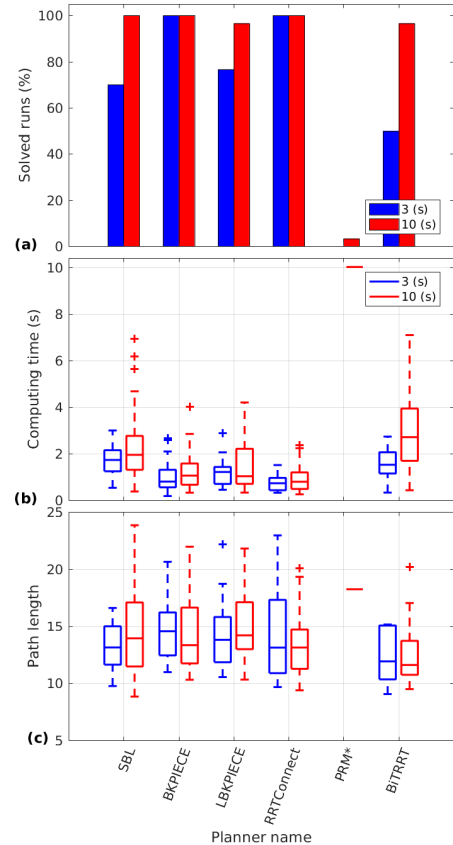 100
80
60
40
20
0
Solved runs (%)
3 (s)
10 (s)
(a)
10
8
6
4
2
0
Computing time (s)
3 (s)
10 (s)
(b)
25
20
15
10
5
Path length
(c)
SBL
BKPIECE
LBKPIECE
RRTConnect
PRM*
BiTRRT
Planner name